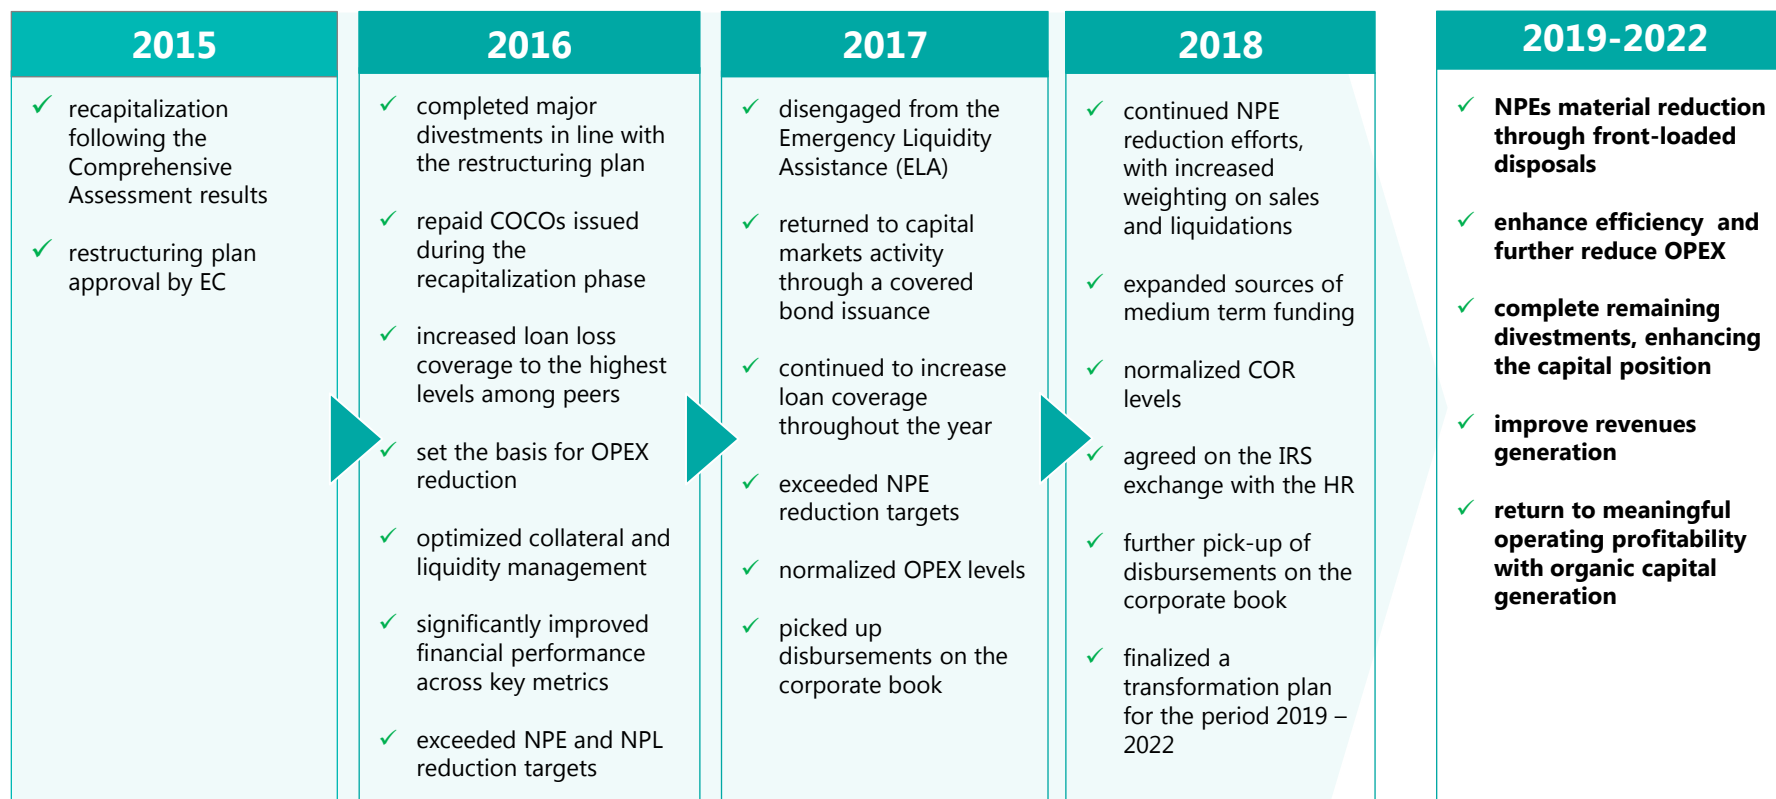 2015
recapitalization
following the
Comprehensive
Assessment results
restructuring plan
approval by EC
2016
completed major
divestments in line with
the restructuring plan
repaid COCOs issued
during the
recapitalization phase
increased loan loss
coverage to the highest
levels among peers
set the basis for OPEX
reduction
optimized collateral and
liquidity management
significantly improved
financial performance
across key metrics
exceeded NPE and NPL
reduction targets
2017
disengaged from the
Emergency Liquidity
Assistance (ELA)
returned to capital
markets activity
through a covered
bond issuance
continued to increase
loan coverage
throughout the year
exceeded NPE
reduction targets
normalized OPEX levels
picked up
disbursements on the
corporate book
2018
continued NPE
reduction efforts,
with increased
weighting on sales
and liquidations
expanded sources of
medium term funding
normalized COR
levels
agreed on the IRS
exchange with the HR
further pick-up of
disbursements on the
corporate book
finalized a
transformation plan
for the period 2019 –
2022
2019-2022
NPEs material reduction
through front-loaded
disposals
enhance efficiency and
further reduce OPEX
complete remaining
divestments, enhancing
the capital position
improve revenues
generation
return to meaningful
operating profitability
with organic capital
generation